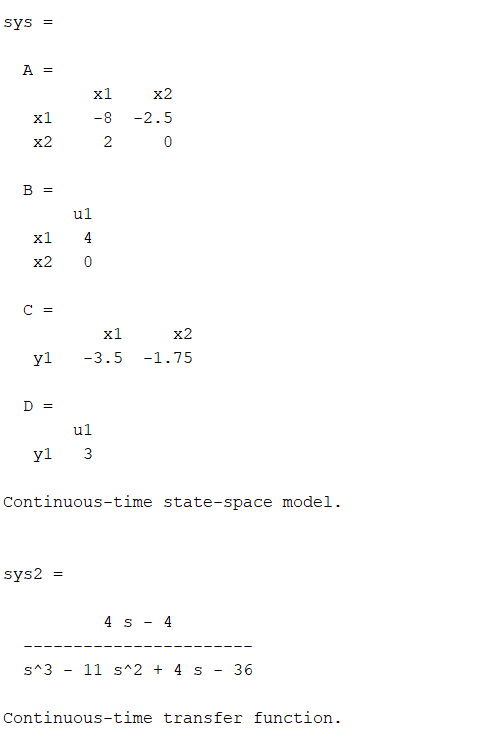 sys =
A =
x1 x2
x1 -8 -2.5
x2 2 0
B =
u1
x1 4
x2 0
C =
x1 x2
y1 -3.5 -1.75
D =
u1
y1 3
Continuous-time state-space model.
sys2 =
4 s - 4
-----------------------
s^3 - 11 s^2 + 4 s - 36
Continuous-time transfer function.